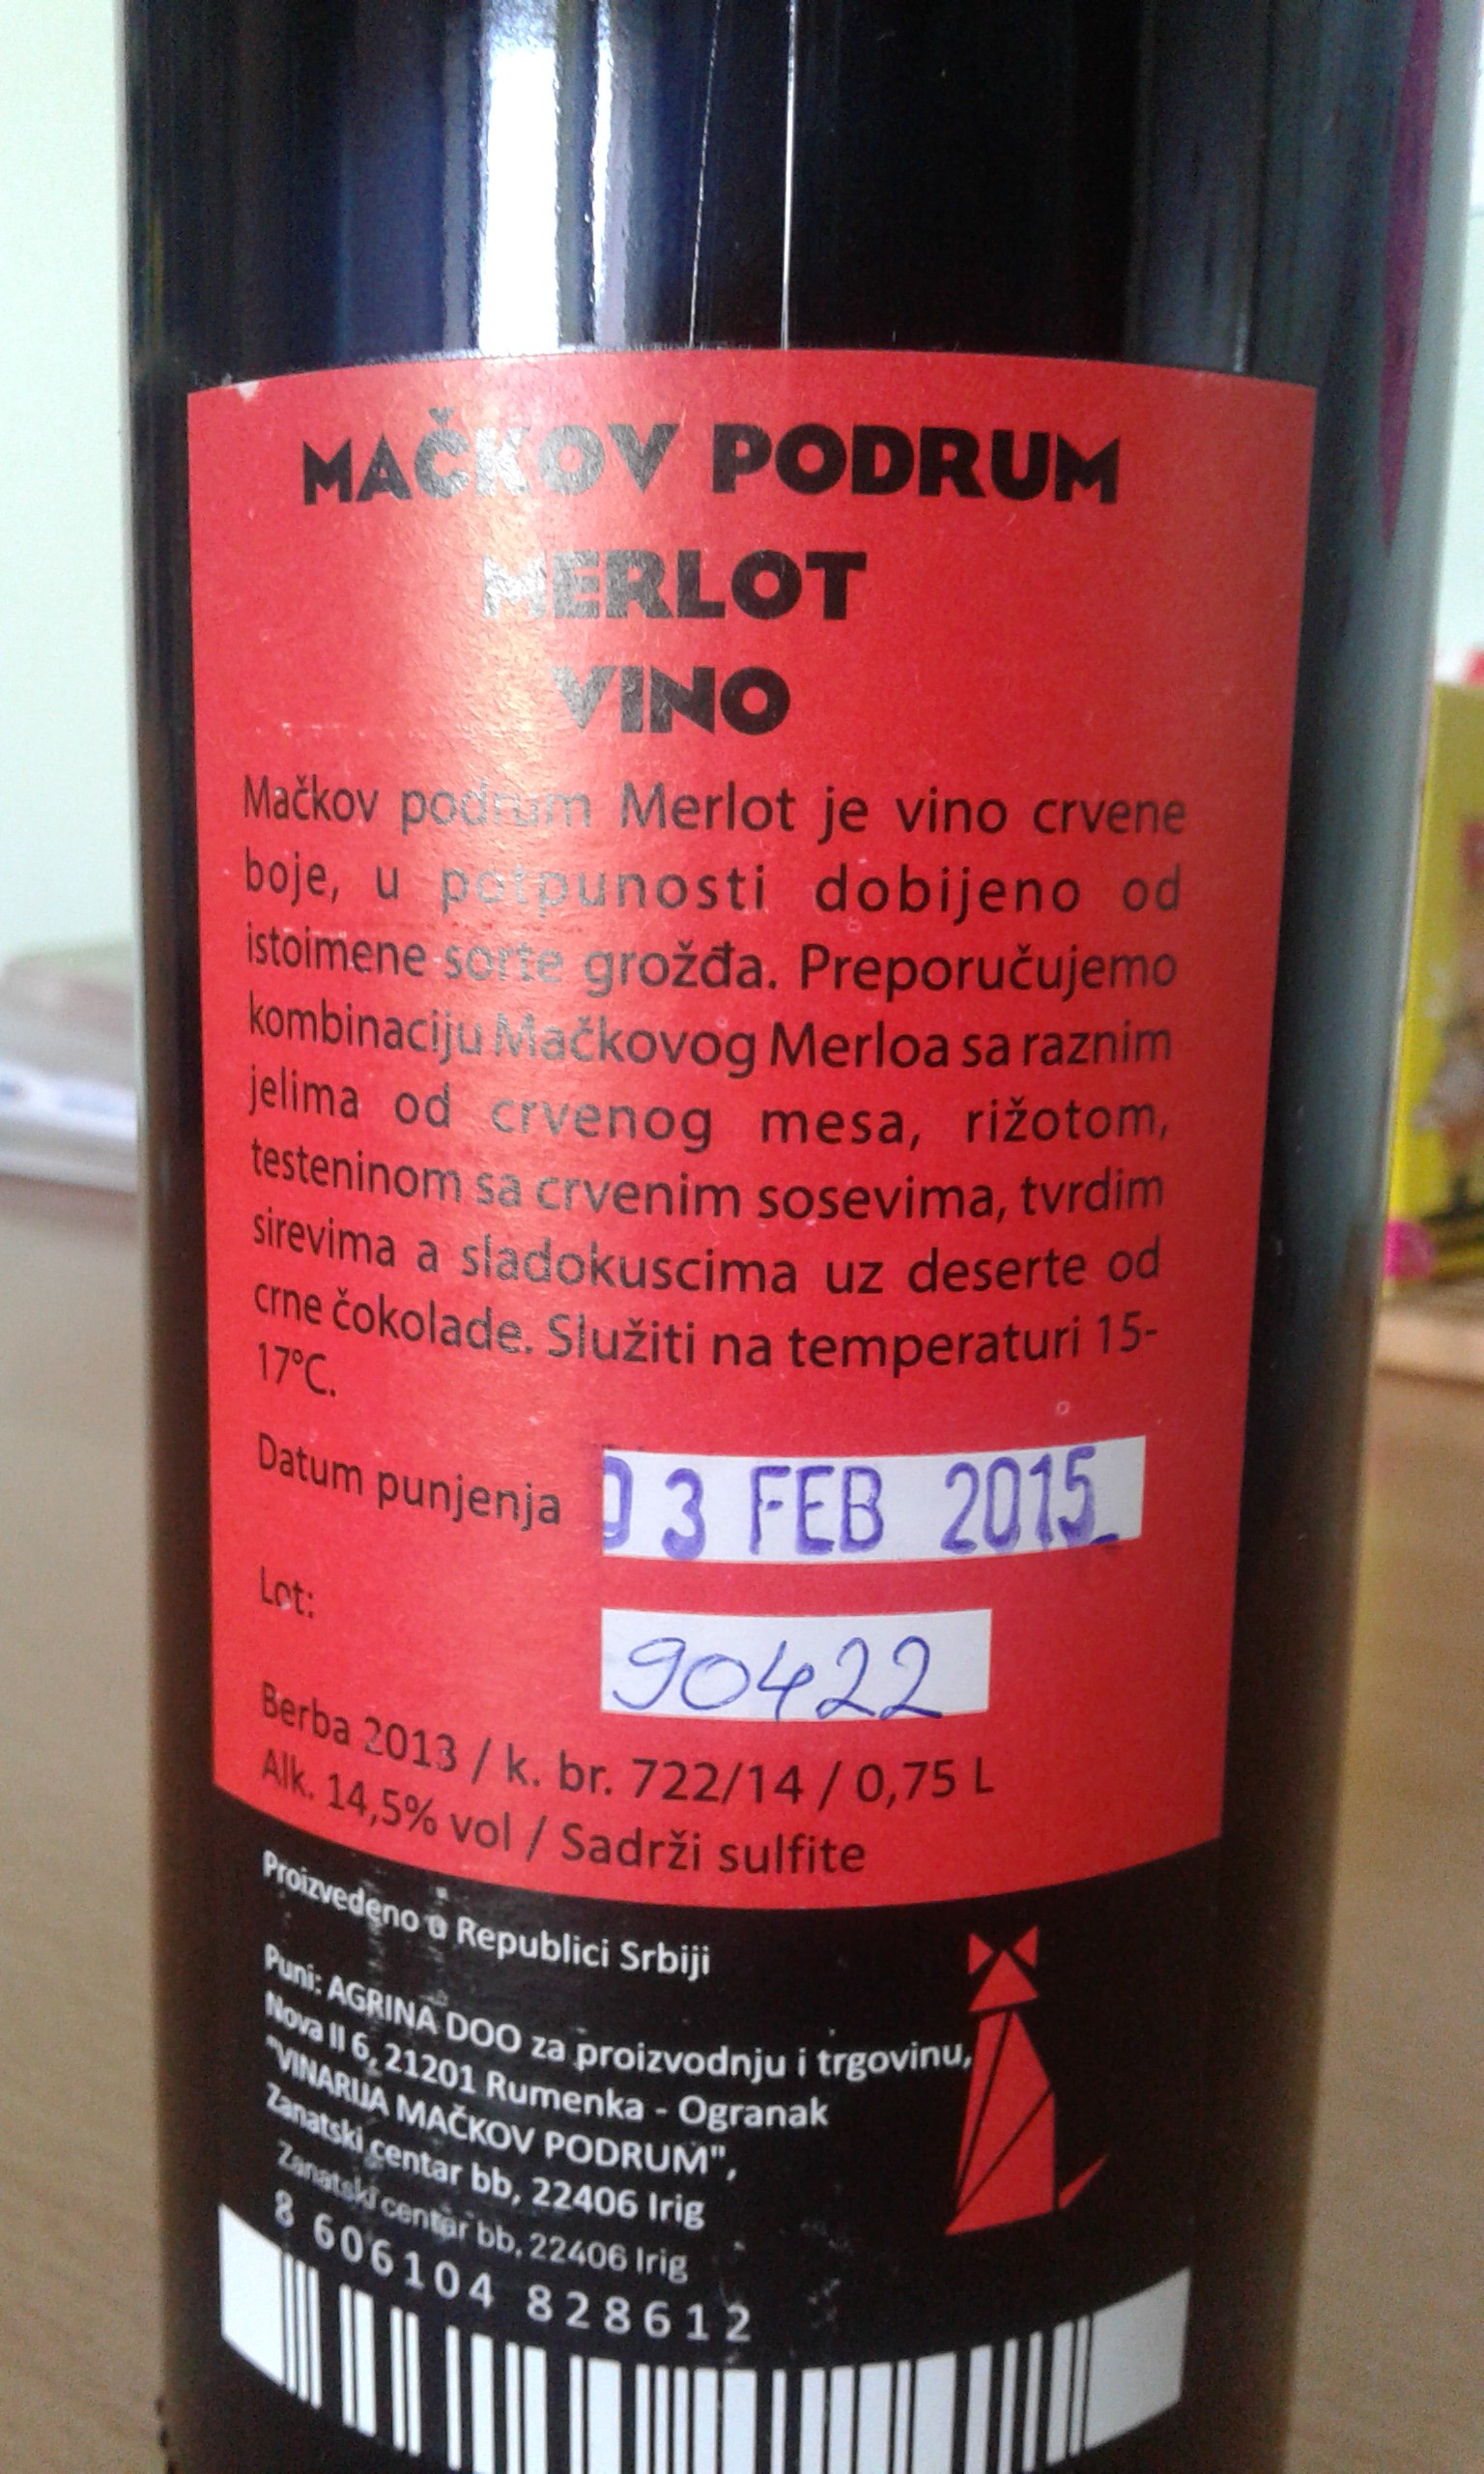 MAČKOV PODRUM
MERLOT
VINO
Mačkov podrum Merlot je vino crvene
boje, u potpunosti dobijeno od
istoimene sorte grožđa. Preporučujemo
kombinaciju Mačkovog Merloa sa raznim
jelima od crvenog mesa, rižotom,
testeninom sa crvenim sosevima, tvrdim
sirevima a sladokuscima uz deserte od
crne čokolade. Služiti na temperaturi 15-
17°C.
Datum punjenja 03 FEB 2015
Lot: 90422
Berba 2013 / k. br. 722/14 / 0,75 L
Alk. 14,5% vol / Sadrži sulfite
Proizvedeno u Republici Srbiji
Puni: AGRINA DOO za proizvodnju i trgovinu,
Nova II 6, 21201 Rumenka - Ogranak
"VINARIJA MAČKOV PODRUM",
Zanatski centar bb, 22406 Irig
Zanatski centar bb, 22406 Irig
8 606104 828612